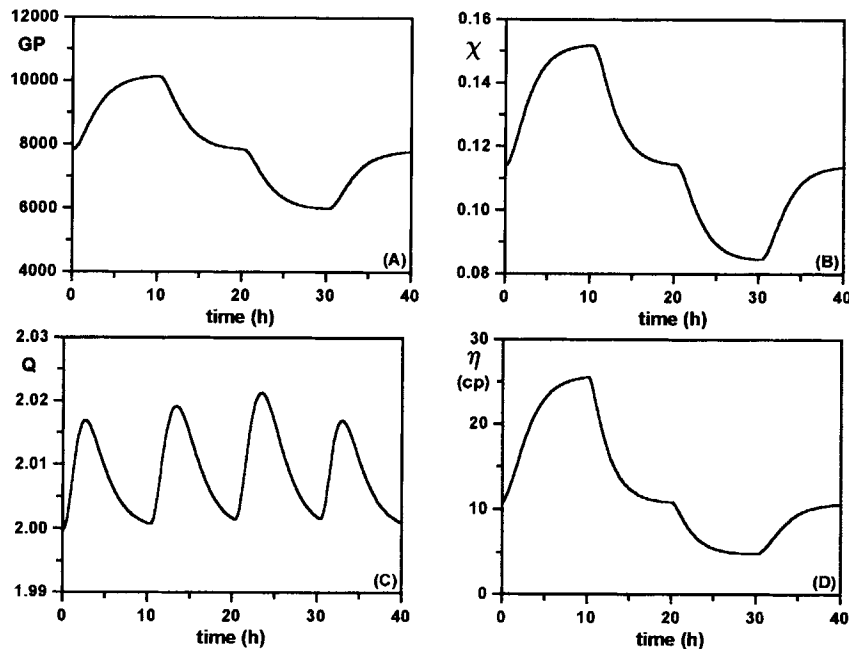 12000
GP
10000
8000
6000
4000
(A)
0 10 20 30 40
time (h)
0.16
χ
0.14
0.12
0.10
0.08
(B)
0 10 20 30 40
time (h)
2.03
Q
2.02
2.01
2.00
1.99
(C)
0 10 20 30 40
time (h)
30
η
(cp)
20
10
0
(D)
0 10 20 30 40
time (h)